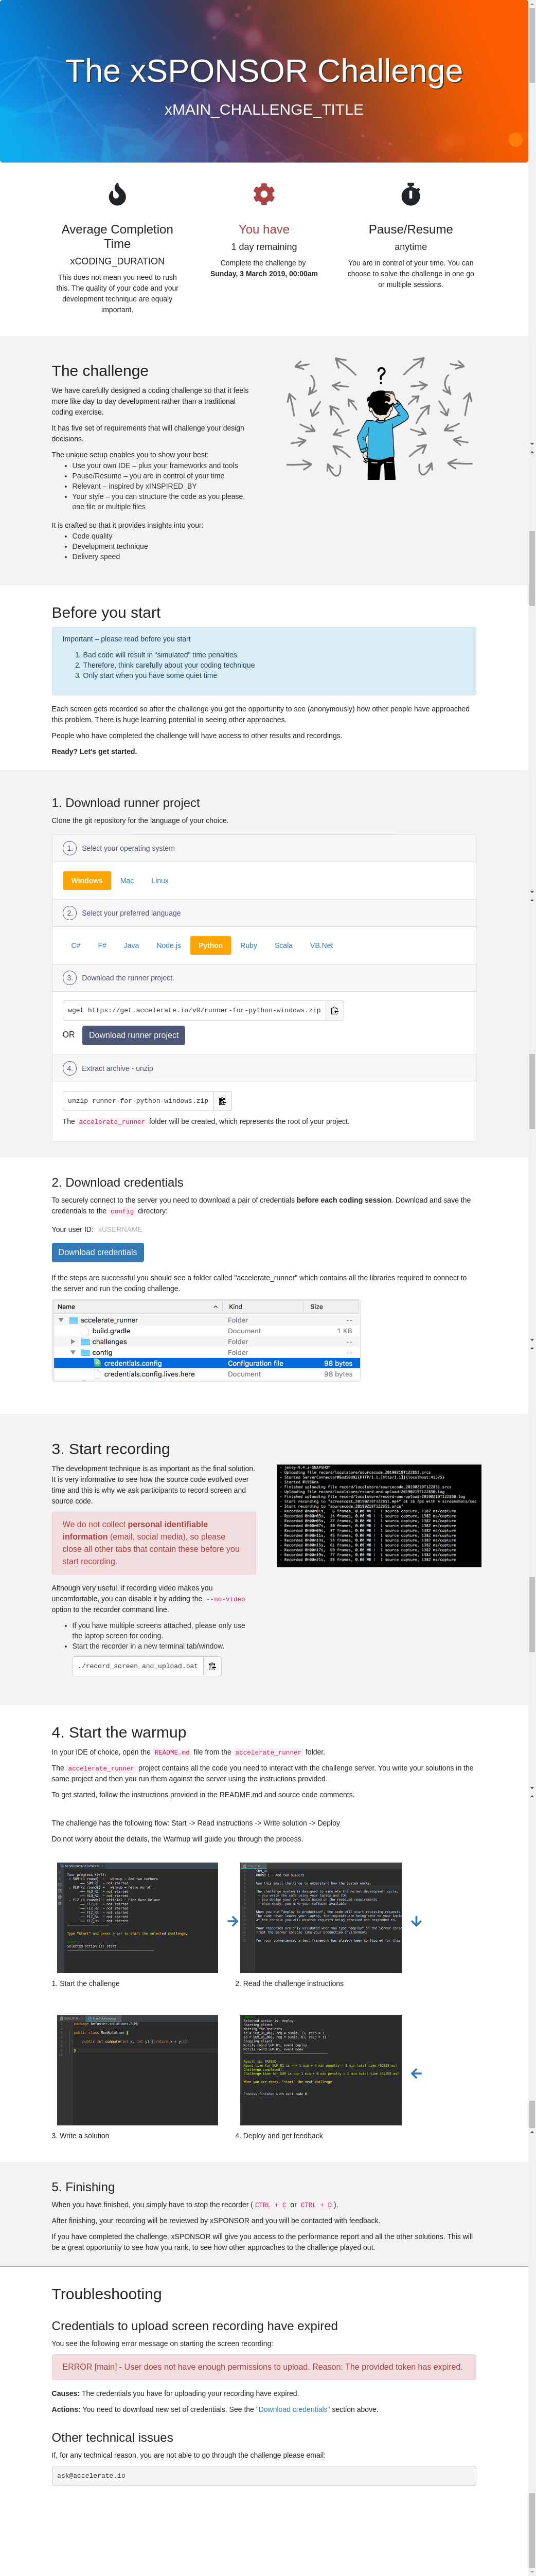 The xSPONSOR Challenge
xMAIN_CHALLENGE_TITLE
Average Completion
Time
xCODING_DURATION
This does not mean you need to rush
this. The quality of your code and your
development technique are equaly
important.
You have
1 day remaining
Complete the challenge by
Sunday, 3 March 2019, 00:00am
Pause/Resume
anytime
You are in control of your time. You can
choose to solve the challenge in one go
or multiple sessions.
The challenge
We have carefully designed a coding challenge so that it feels
more like day to day development rather than a traditional
coding exercise.
It has five set of requirements that will challenge your design
decisions.
The unique setup enables you to show your best:
• Use your own IDE – plus your frameworks and tools
• Pause/Resume – you are in control of your time
• Relevant – inspired by xINSPIRED_BY
• Your style – you can structure the code as you please,
one file or multiple files
It is crafted so that it provides insights into your:
• Code quality
• Development technique
• Delivery speed
?
Before you start
Important – please read before you start
1. Bad code will result in "simulated" time penalties
2. Therefore, think carefully about your coding technique
3. Only start when you have some quiet time
Each screen gets recorded so after the challenge you get the opportunity to see (anonymously) how other people have approached
this problem. There is huge learning potential in seeing other approaches.
People who have completed the challenge will have access to other results and recordings.
Ready? Let's get started.
1. Download runner project
Clone the git repository for the language of your choice.
1. Select your operating system
Windows Mac Linux
2. Select your preferred language
C# F# Java Node.js Python Ruby Scala VB.Net
3. Download the runner project.
wget https://get.accelerate.io/v0/runner-for-python-windows.zip
OR Download runner project
4. Extract archive - unzip
unzip runner-for-python-windows.zip
The accelerate_runner folder will be created, which represents the root of your project.
2. Download credentials
To securely connect to the server you need to download a pair of credentials before each coding session. Download and save the
credentials to the config directory:
Your user ID: xUSERNAME
Download credentials
If the steps are successful you should see a folder called "accelerate_runner" which contains all the libraries required to connect to
the server and run the coding challenge.
Name Kind Size
accelerate_runner Folder --
build.gradle Document 1 KB
challenges Folder --
config Folder --
credentials.config Configuration file 98 bytes
credentials.config.lives.here Document 98 bytes
3. Start recording
The development technique is as important as the final solution.
It is very informative to see how the source code evolved over
time and this is why we ask participants to record screen and
source code.
We do not collect personal identifiable
information (email, social media), so please
close all other tabs that contain these before you
start recording.
Although very useful, if recording video makes you
uncomfortable, you can disable it by adding the --no-video
option to the recorder command line.
• If you have multiple screens attached, please only use
the laptop screen for coding.
• Start the recorder in a new terminal tab/window.
./record_screen_and_upload.bat
4. Start the warmup
In your IDE of choice, open the README.md file from the accelerate_runner folder.
The accelerate_runner project contains all the code you need to interact with the challenge server. You write your solutions in the
same project and then you run them against the server using the instructions provided.
To get started, follow the instructions provided in the README.md and source code comments.
The challenge has the following flow: Start -> Read instructions -> Write solution -> Deploy
Do not worry about the details, the Warmup will guide you through the process.
1. Start the challenge
2. Read the challenge instructions
3. Write a solution
4. Deploy and get feedback
5. Finishing
When you have finished, you simply have to stop the recorder ( CTRL + C or CTRL + D ).
After finishing, your recording will be reviewed by xSPONSOR and you will be contacted with feedback.
If you have completed the challenge, xSPONSOR will give you access to the performance report and all the other solutions. This will
be a great opportunity to see how you rank, to see how other approaches to the challenge played out.
Troubleshooting
Credentials to upload screen recording have expired
You see the following error message on starting the screen recording:
ERROR [main] - User does not have enough permissions to upload. Reason: The provided token has expired.
Causes: The credentials you have for uploading your recording have expired.
Actions: You need to download new set of credentials. See the "Download credentials" section above.
Other technical issues
If, for any technical reason, you are not able to go through the challenge please email:
ask@accelerate.io